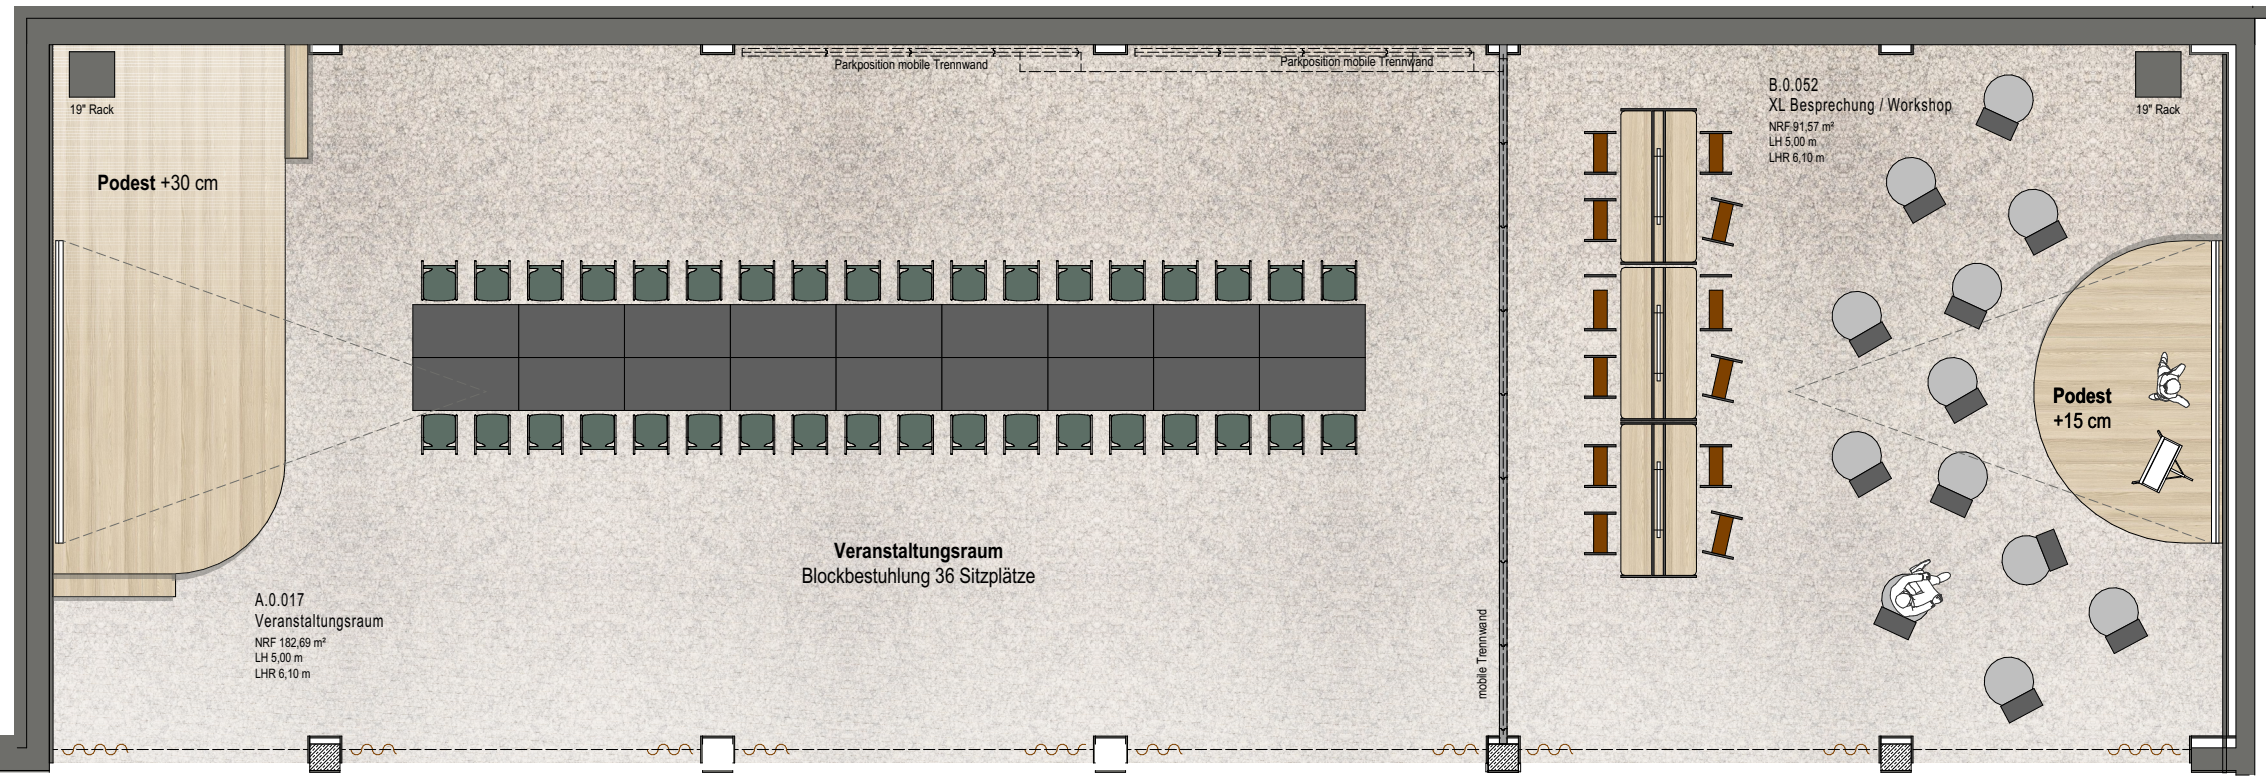 Parkposition mobile Trennwand
Parkposition mobile Trennwand
19" Rack
Podest +30 cm
B.0.052
XL Besprechung / Workshop
NRF 91,57 m²
LH 5,00 m
LHR 6,10 m
19" Rack
Podest
+15 cm
Veranstaltungsraum
Blockbestuhlung 36 Sitzplätze
A.0.017
Veranstaltungsraum
NRF 182,69 m²
LH 5,00 m
LHR 6,10 m
mobile Trennwand